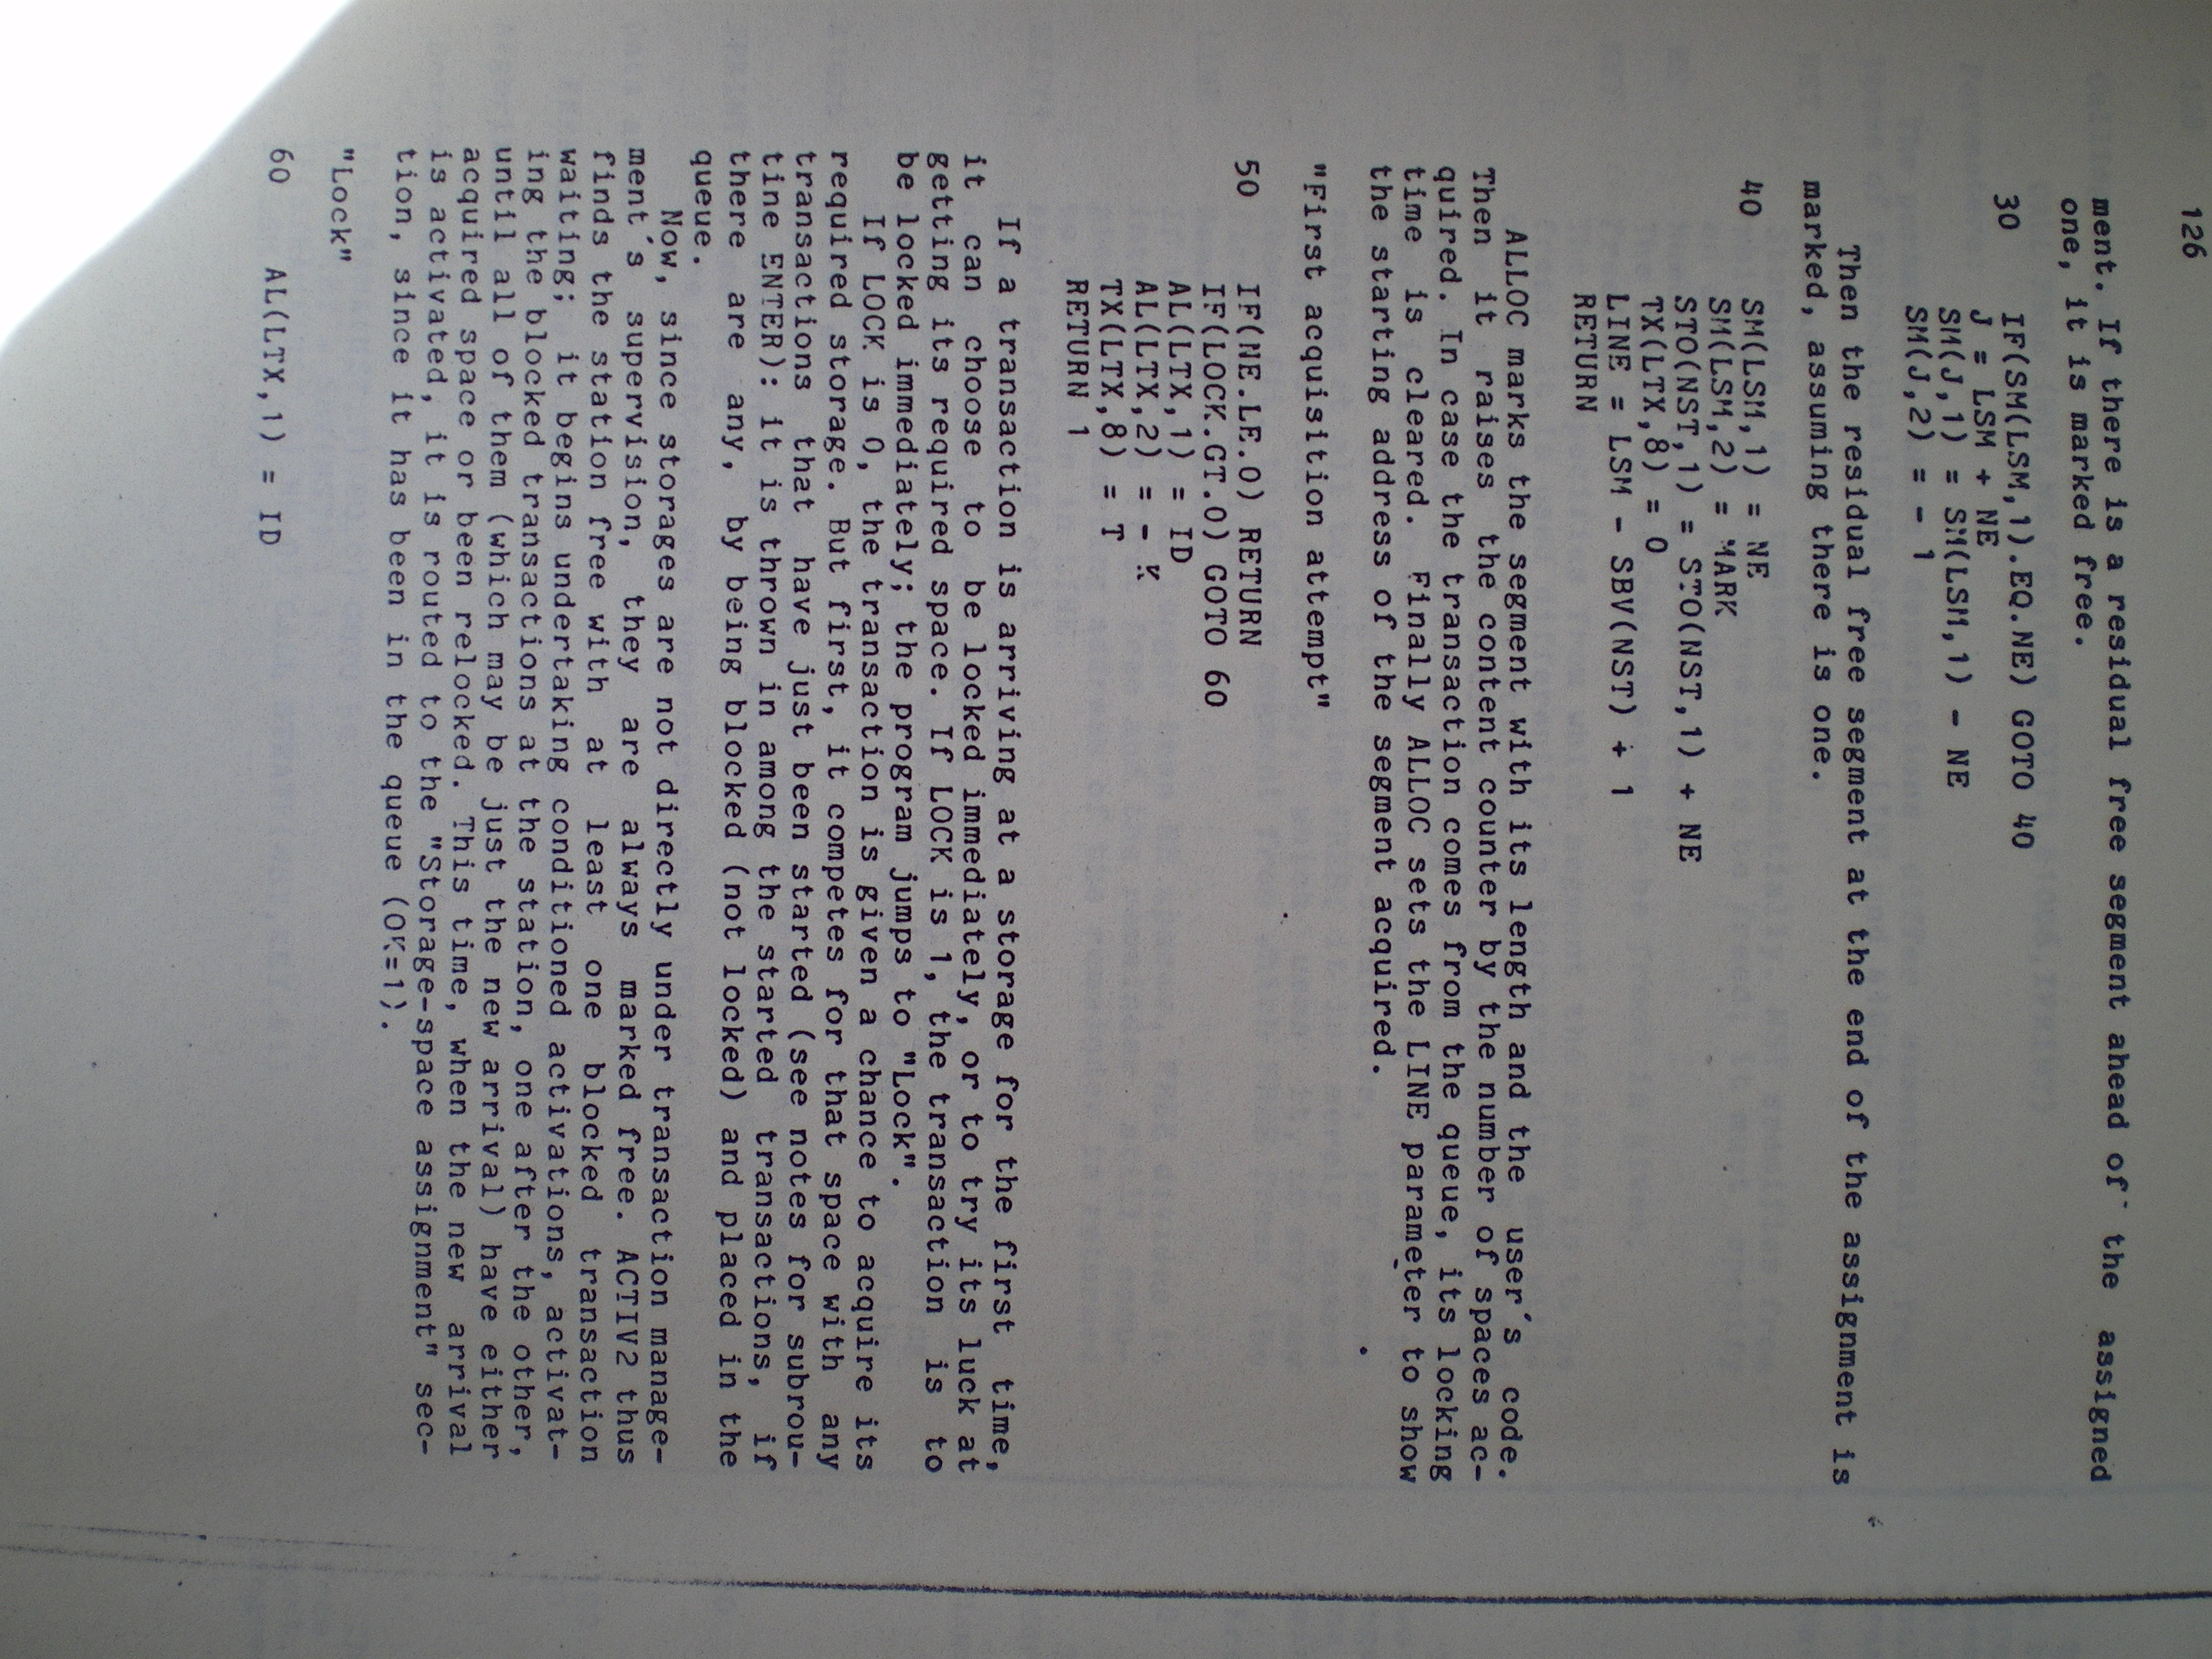 126
ment. If there is a residual free segment ahead of the assigned
one, it is marked free.
30 IF(SM(LSM,1).EQ.NE) GOTO 40
J = LSM + NE
SM(J,1) = SM(LSM,1) - NE
SM(J,2) = - 1
Then the residual free segment at the end of the assignment is
marked, assuming there is one.
40 SM(LSM,1) = NE
SM(LSM,2) = MARK
STO(NST,1) = STO(NST,1) + NE
TX(LTX,8) = 0
LINE = LSM - SBV(NST) + 1
RETURN
ALLOC marks the segment with its length and the user's code.
Then it raises the content counter by the number of spaces ac-
quired. In case the transaction comes from the queue, its locking
time is cleared. Finally ALLOC sets the LINE parameter to show
the starting address of the segment acquired.
"First acquisition attempt"
50 IF(NE.LE.0) RETURN
IF(LOCK.GT.0) GOTO 60
AL(LTX,1) = ID
AL(LTX,2) = - K
TX(LTX,8) = T
RETURN 1
If a transaction is arriving at a storage for the first time,
it can choose to be locked immediately, or to try its luck at
getting its required space. If LOCK is 1, the transaction is to
be locked immediately; the program jumps to "Lock".
If LOCK is 0, the transaction is given a chance to acquire its
required storage. But first, it competes for that space with any
transactions that have just been started (see notes for subrou-
tine ENTER): it is thrown in among the started transactions, if
there are any, by being blocked (not locked) and placed in the
queue.
Now, since storages are not directly under transaction manage-
ment's supervision, they are always marked free. ACTIV2 thus
finds the station free with at least one blocked transaction
waiting; it begins undertaking conditioned activations, activat-
ing the blocked transactions at the station, one after the other,
until all of them (which may be just the new arrival) have either
acquired space or been relocked. This time, when the new arrival
is activated, it is routed to the "Storage-space assignment" sec-
tion, since it has been in the queue (OK=1).
"Lock"
60 AL(LTX,1) = ID